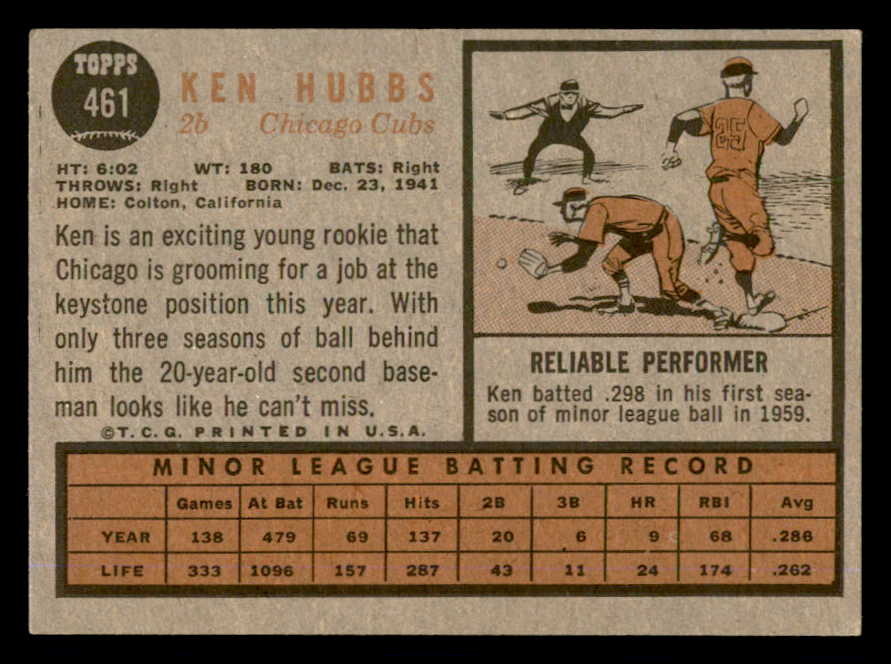 TOPPS
461
KEN HUBBS
2b Chicago Cubs
HT: 6:02 WT: 180 BATS: Right
THROWS: Right BORN: Dec. 23, 1941
HOME: Colton, California
Ken is an exciting young rookie that
Chicago is grooming for a job at the
keystone position this year. With
only three seasons of ball behind
him the 20-year-old second base-
man looks like he can't miss.
©T.C.G. PRINTED IN U.S.A.
25
RELIABLE PERFORMER
Ken batted .298 in his first sea-
son of minor league ball in 1959.
MINOR LEAGUE BATTING RECORD
Games At Bat Runs Hits 2B 3B HR RBI Avg
YEAR 138 479 69 137 20 6 9 68 .286
LIFE 333 1096 157 287 43 11 24 174 .262